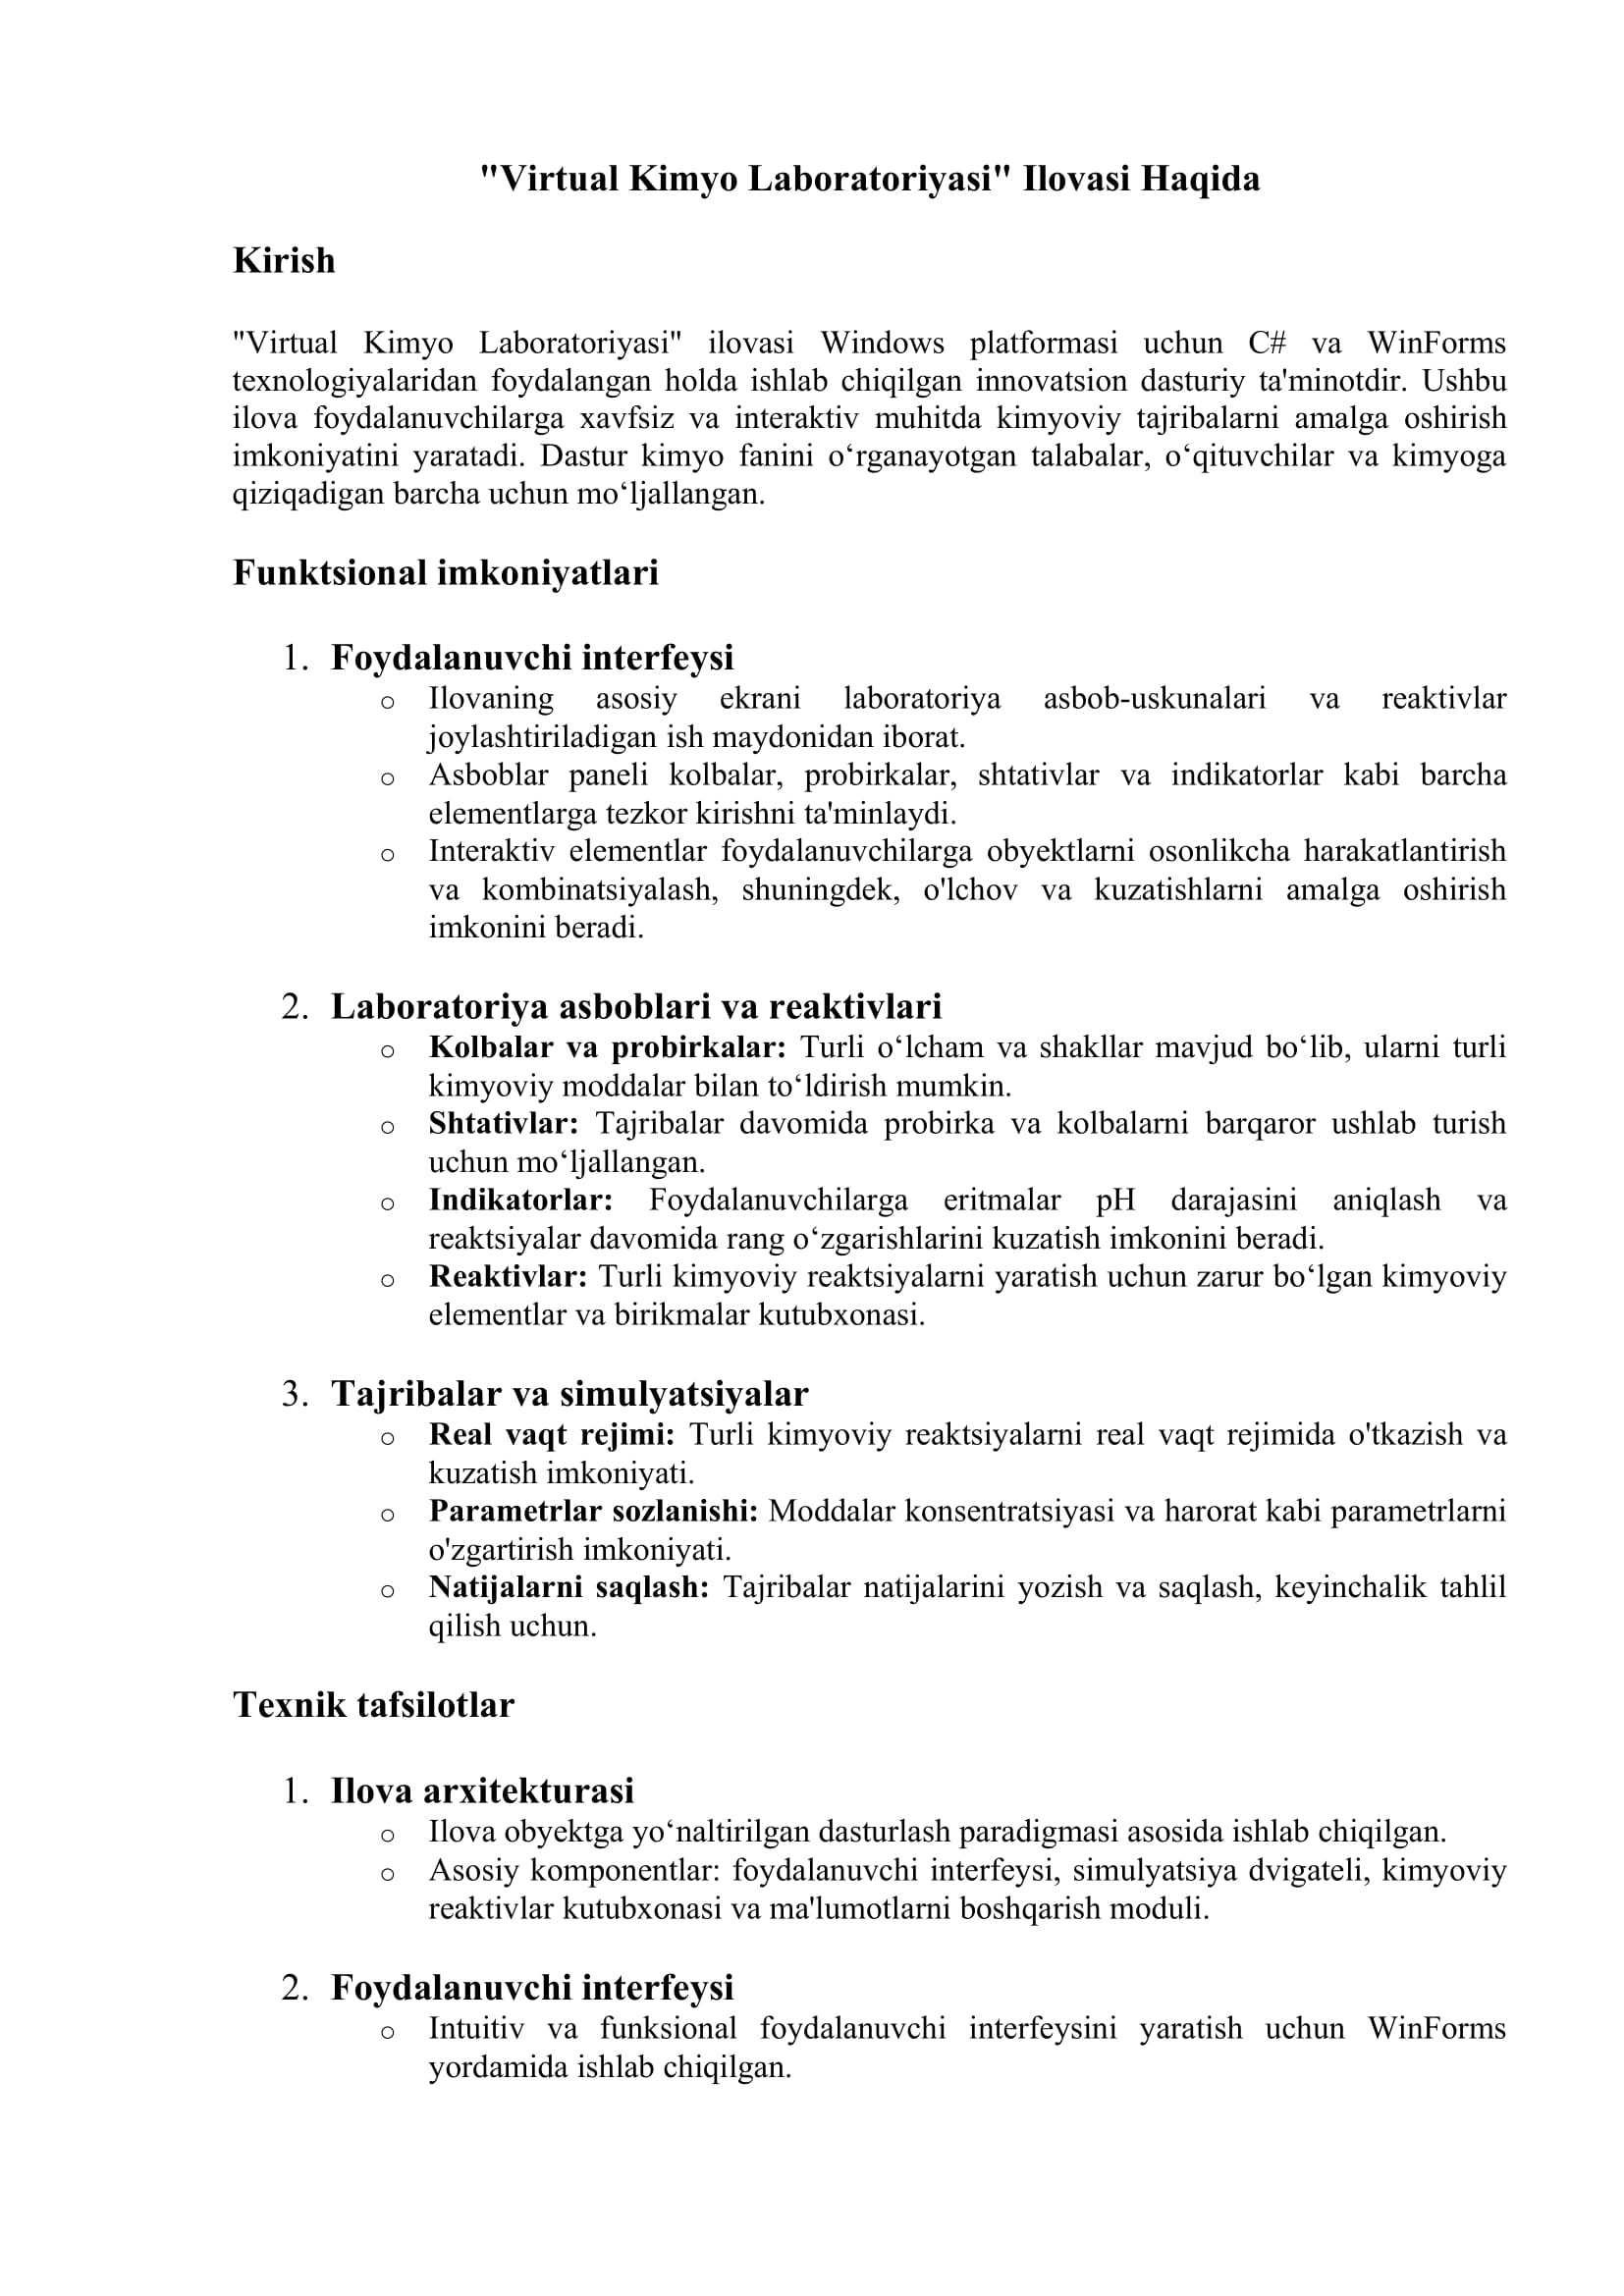 "Virtual Kimyo Laboratoriyasi" Ilovasi Haqida
Kirish
"Virtual Kimyo Laboratoriyasi" ilovasi Windows platformasi uchun C# va WinForms
texnologiyalaridan foydalangan holda ishlab chiqilgan innovatsion dasturiy ta'minotdir. Ushbu
ilova foydalanuvchilarga xavfsiz va interaktiv muhitda kimyoviy tajribalarni amalga oshirish
imkoniyatini yaratadi. Dastur kimyo fanini o‘rganayotgan talabalar, o‘qituvchilar va kimyoga
qiziqadigan barcha uchun mo‘ljallangan.
Funktsional imkoniyatlari
1. Foydalanuvchi interfeysi
o Ilovaning asosiy ekrani laboratoriya asbob-uskunalari va reaktivlar
joylashtiriladigan ish maydonidan iborat.
o Asboblar paneli kolbalar, probirkalar, shtativlar va indikatorlar kabi barcha
elementlarga tezkor kirishni ta'minlaydi.
o Interaktiv elementlar foydalanuvchilarga obyektlarni osonlikcha harakatlantirish
va kombinatsiyalash, shuningdek, o'lchov va kuzatishlarni amalga oshirish
imkonini beradi.
2. Laboratoriya asboblari va reaktivlari
o Kolbalar va probirkalar: Turli o‘lcham va shakllar mavjud bo‘lib, ularni turli
kimyoviy moddalar bilan to‘ldirish mumkin.
o Shtativlar: Tajribalar davomida probirka va kolbalarni barqaror ushlab turish
uchun mo‘ljallangan.
o Indikatorlar: Foydalanuvchilarga eritmalar pH darajasini aniqlash va
reaktsiyalar davomida rang o‘zgarishlarini kuzatish imkonini beradi.
o Reaktivlar: Turli kimyoviy reaktsiyalarni yaratish uchun zarur bo‘lgan kimyoviy
elementlar va birikmalar kutubxonasi.
3. Tajribalar va simulyatsiyalar
o Real vaqt rejimi: Turli kimyoviy reaktsiyalarni real vaqt rejimida o'tkazish va
kuzatish imkoniyati.
o Parametrlar sozlanishi: Moddalar konsentratsiyasi va harorat kabi parametrlarni
o'zgartirish imkoniyati.
o Natijalarni saqlash: Tajribalar natijalarini yozish va saqlash, keyinchalik tahlil
qilish uchun.
Texnik tafsilotlar
1. Ilova arxitekturasi
o Ilova obyektga yo‘naltirilgan dasturlash paradigmasi asosida ishlab chiqilgan.
o Asosiy komponentlar: foydalanuvchi interfeysi, simulyatsiya dvigateli, kimyoviy
reaktivlar kutubxonasi va ma'lumotlarni boshqarish moduli.
2. Foydalanuvchi interfeysi
o Intuitiv va funksional foydalanuvchi interfeysini yaratish uchun WinForms
yordamida ishlab chiqilgan.